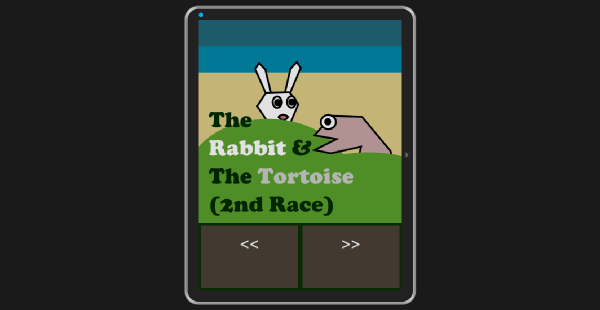 The
Rabbit &
The Tortoise
(2nd Race)
<< >>